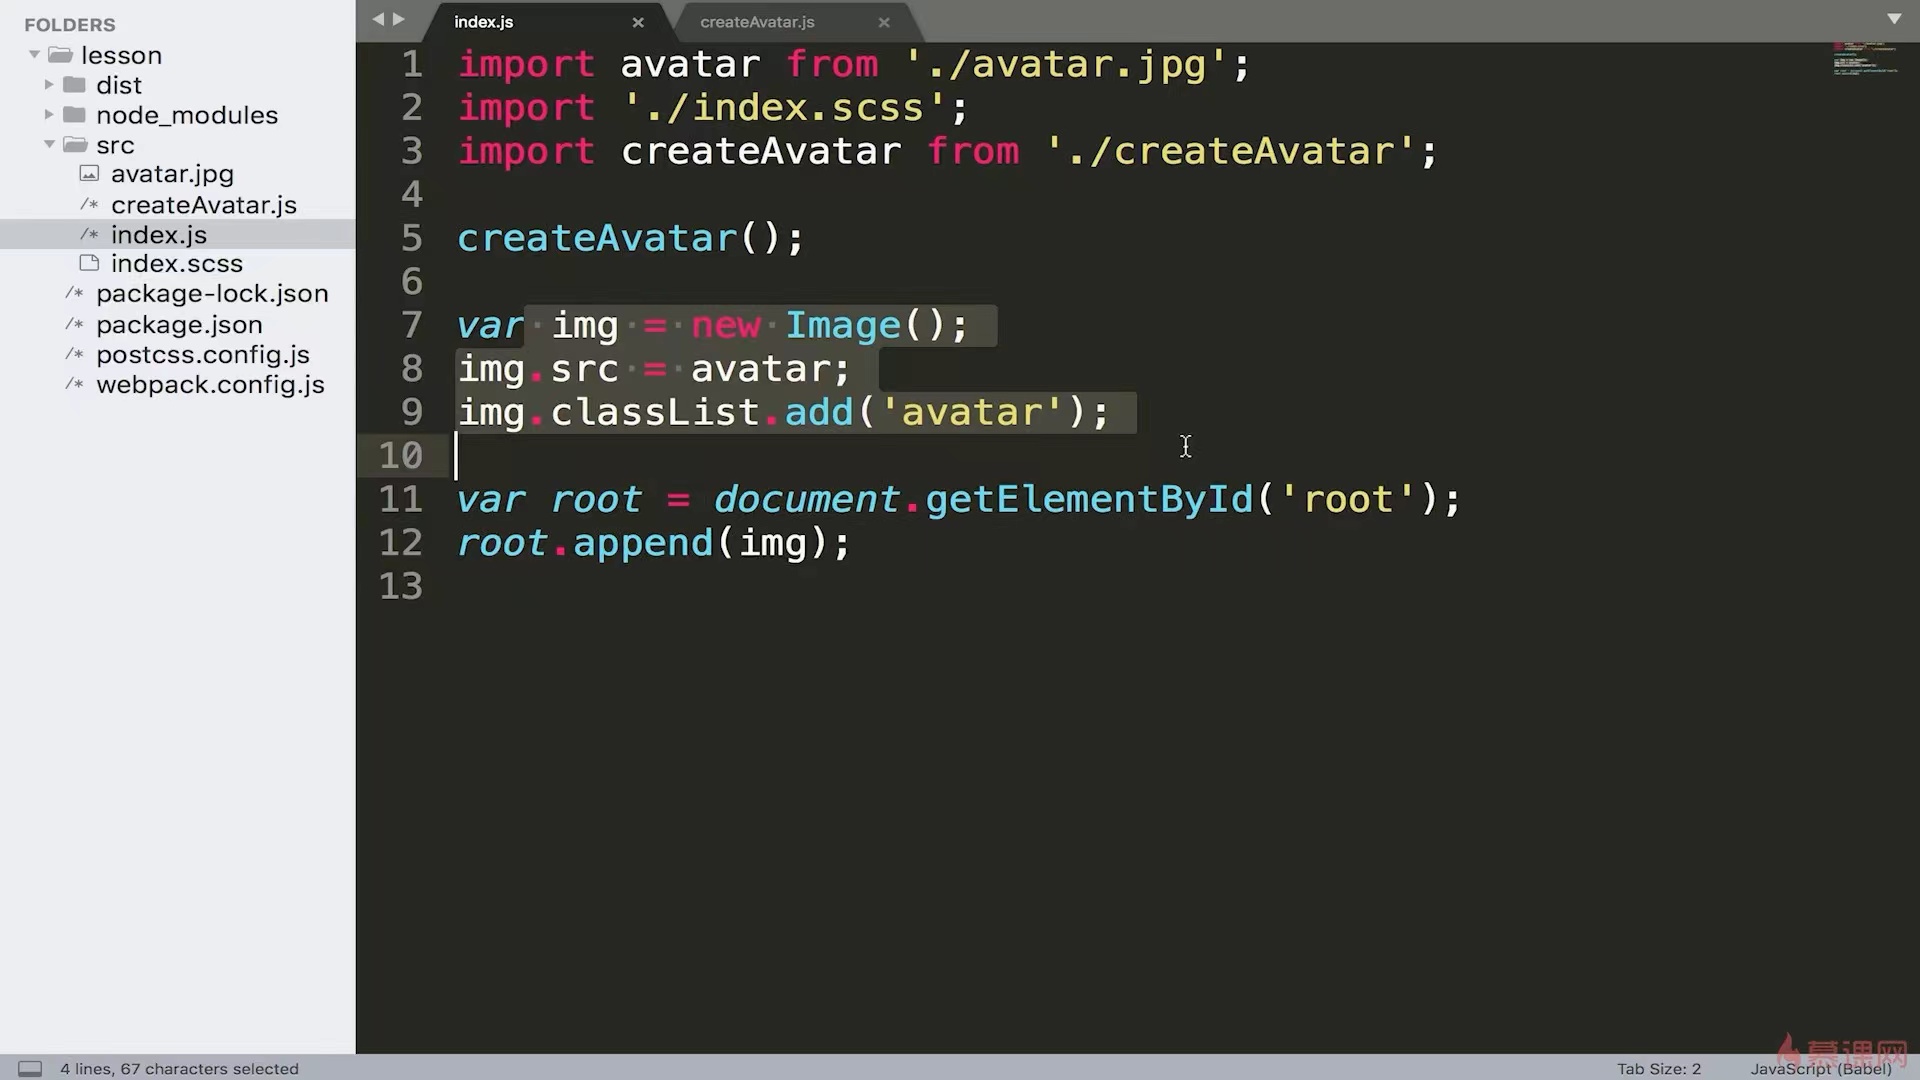 FOLDERS
lesson
dist
node_modules
src
avatar.jpg
createAvatar.js
index.js
index.scss
package-lock.json
package.json
postcss.config.js
webpack.config.js
index.js
createAvatar.js
1 import avatar from './avatar.jpg';
2 import './index.scss';
3 import createAvatar from './createAvatar';
4
5 createAvatar();
6
7 var img = new Image();
8 img.src = avatar;
9 img.classList.add('avatar');
10
11 var root = document.getElementById('root');
12 root.append(img);
13
慕课网
4 lines, 67 characters selected
Tab Size: 2
JavaScript (Babel)